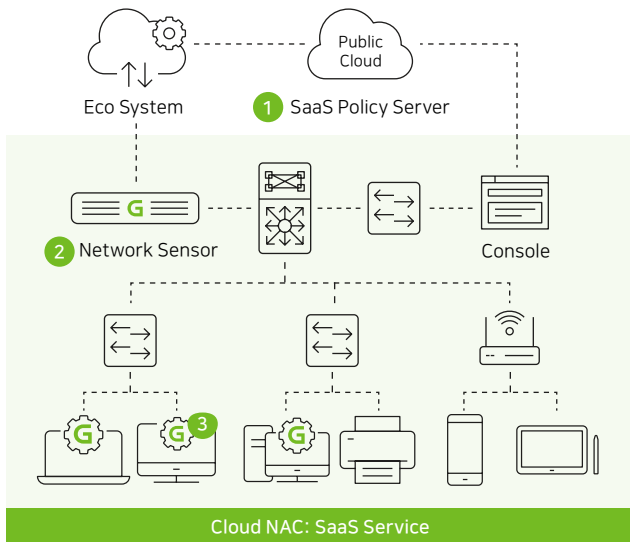 Public
Cloud
Eco System
1 SaaS Policy Server
G
2 Network Sensor
Console
G
G 3
G
Cloud NAC: SaaS Service